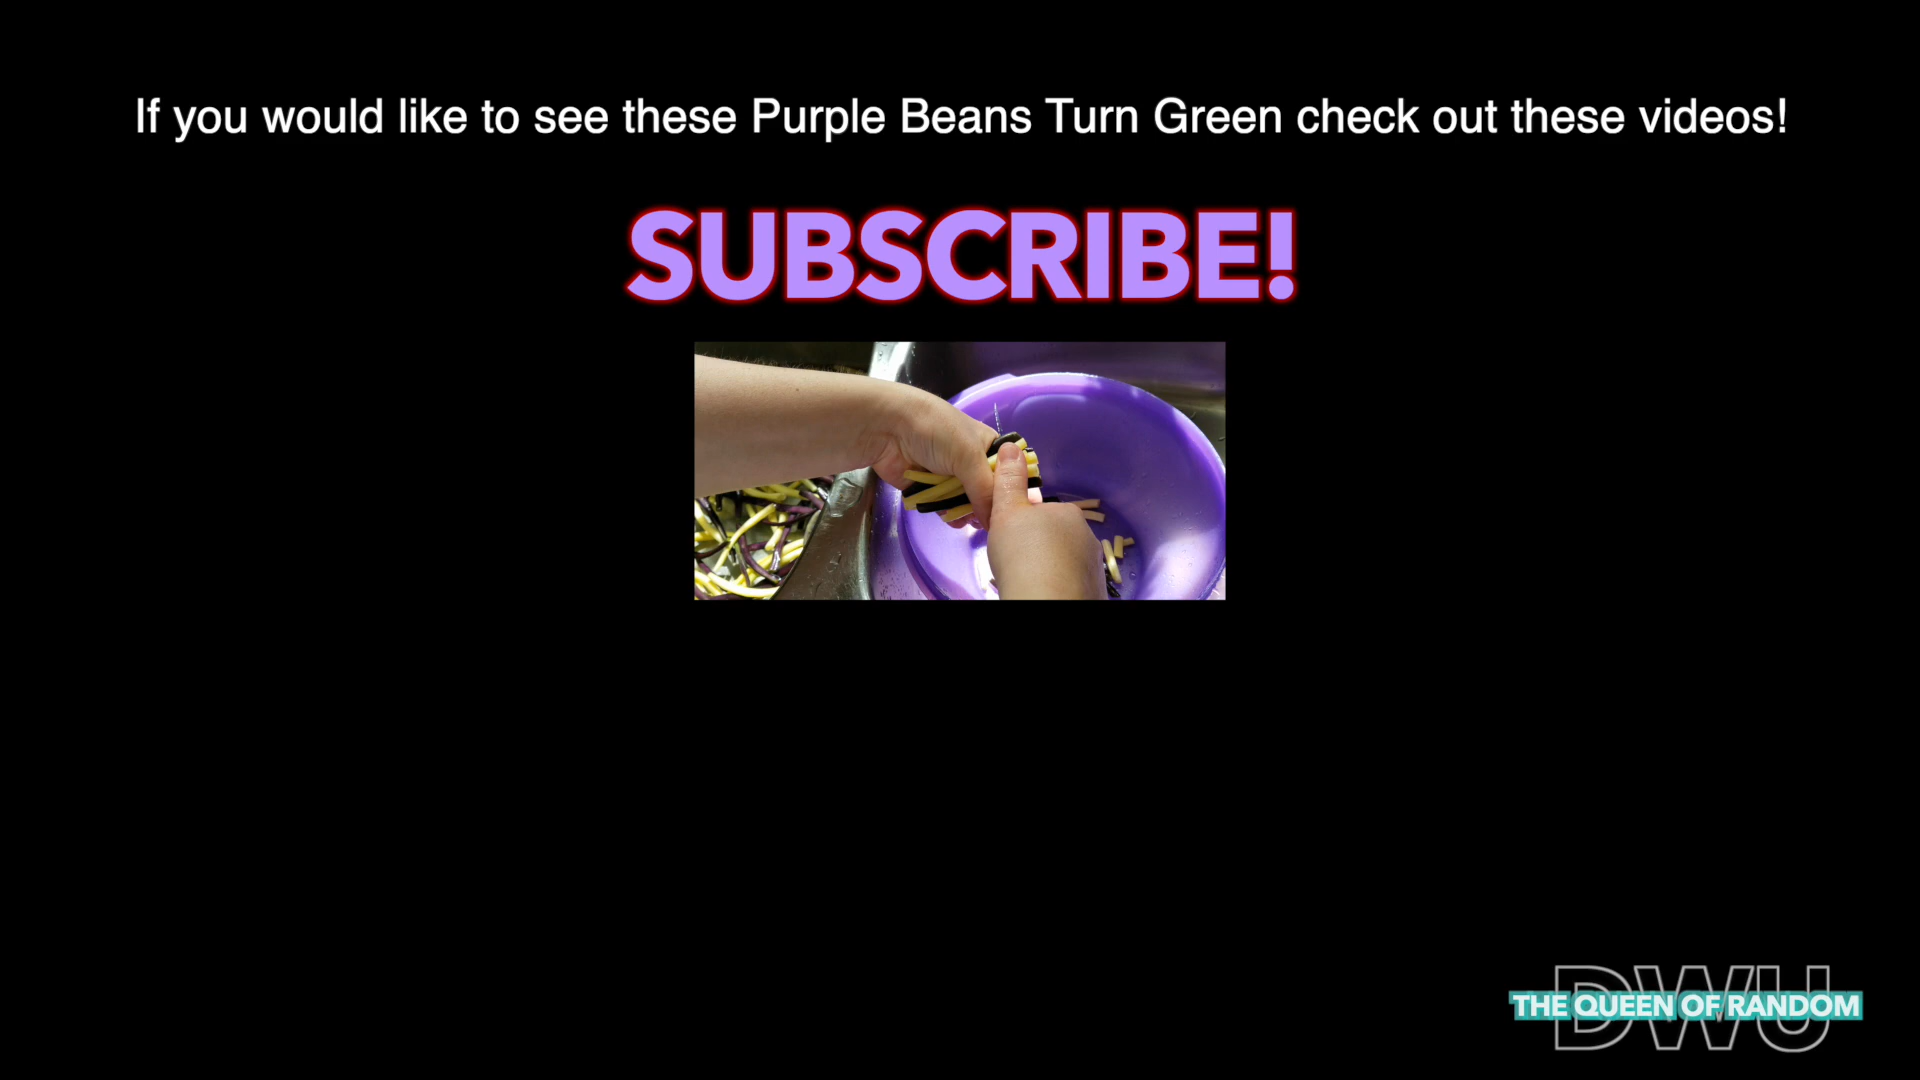 If you would like to see these Purple Beans Turn Green check out these videos!
SUBSCRIBE!
DWU
THE QUEEN OF RANDOM